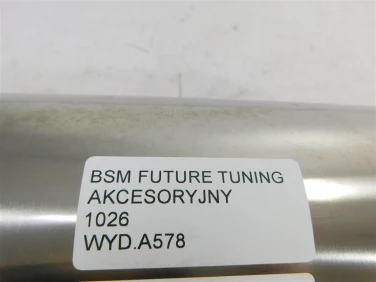 BSM FUTURE TUNING
AKCESORYJNY
1026
WYD.A578